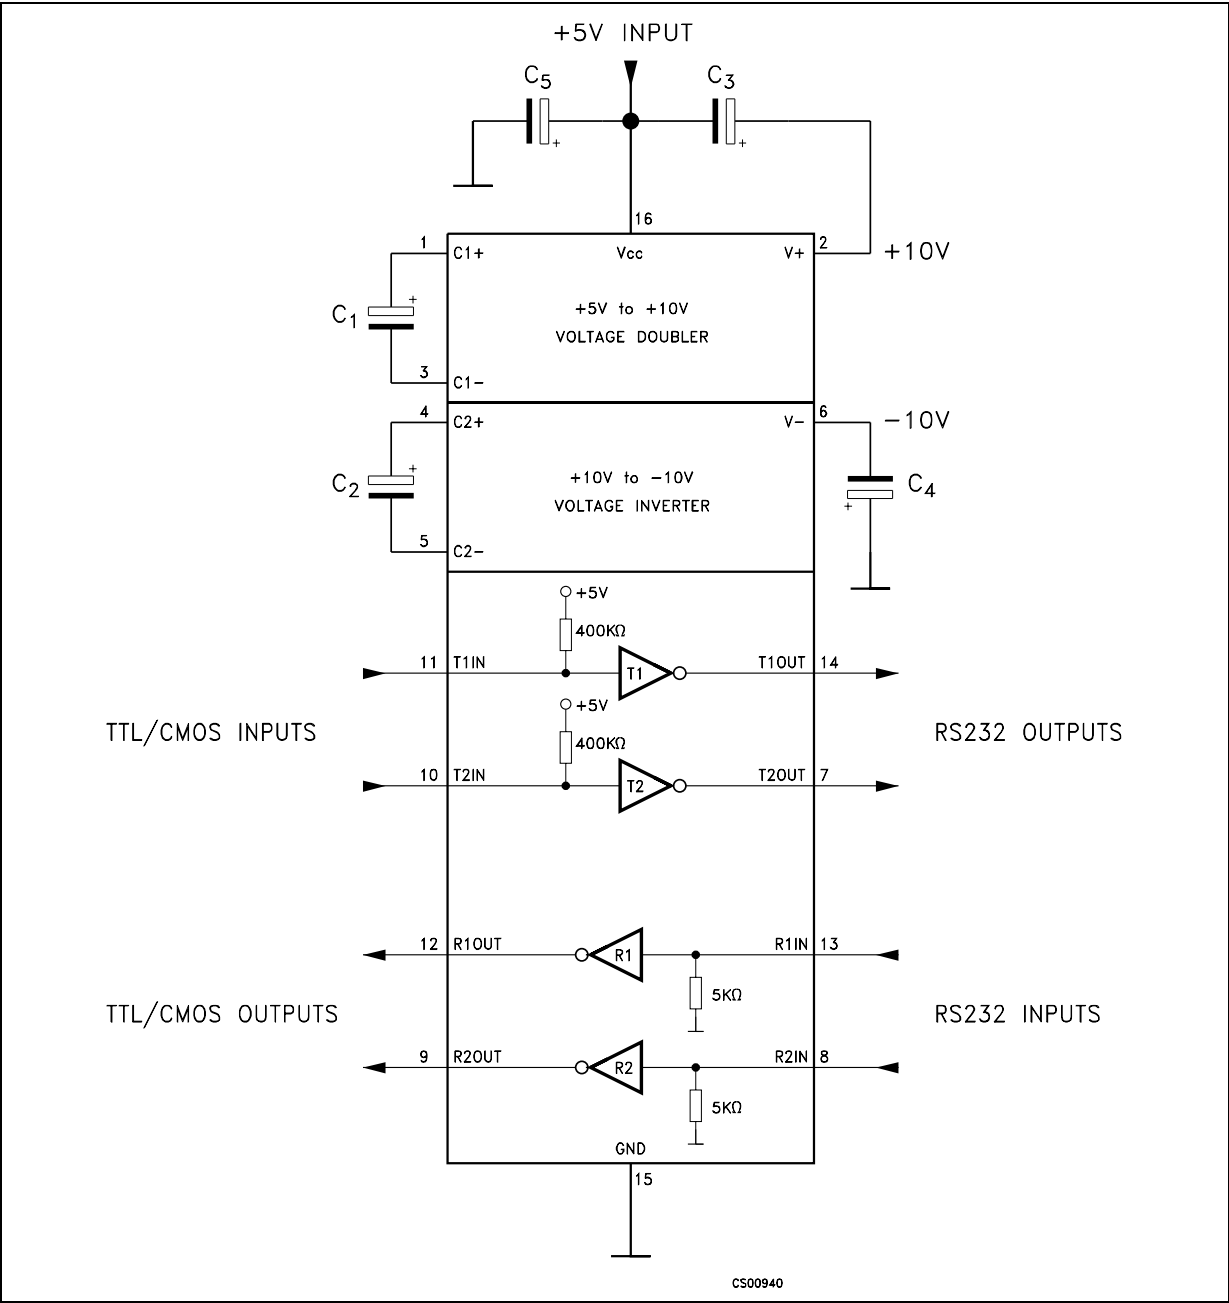 +5V INPUT
C5 C3
+ +
16
1 C1+ Vcc V+ 2 +10V
+
C1
+5V to +10V
VOLTAGE DOUBLER
3 C1-
4 C2+ V- 6 -10V
+
C2
+10V to -10V
VOLTAGE INVERTER
C4
+
5 C2-
+5V
400KΩ
11 T1IN T1 T1OUT 14
+5V
TTL/CMOS INPUTS RS232 OUTPUTS
400KΩ
10 T2IN T2 T2OUT 7
12 R1OUT R1 R1IN 13
5KΩ
TTL/CMOS OUTPUTS RS232 INPUTS
9 R2OUT R2 R2IN 8
5KΩ
GND
15
CS00940